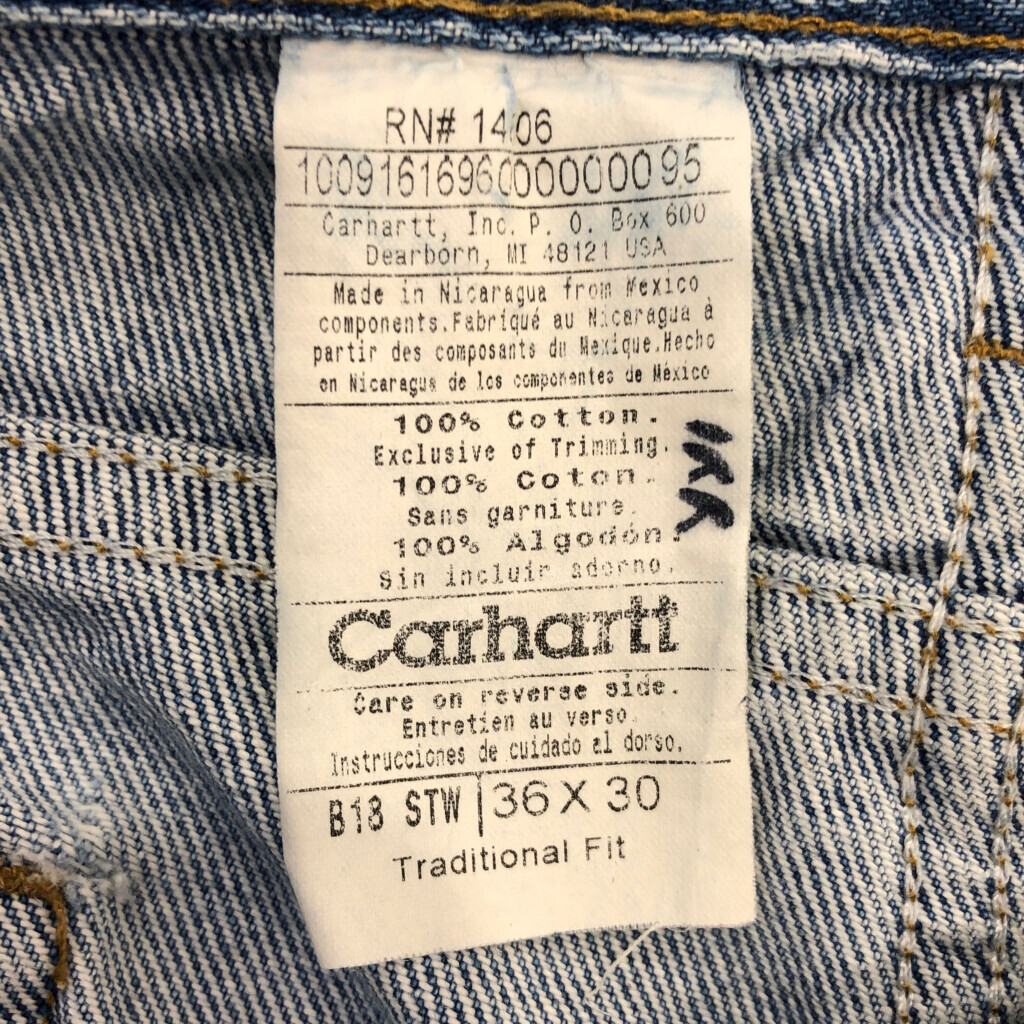 RN# 1406
1009161696000000095
Carhartt, Inc. P. O. Box 600
Dearborn, MI 48121 USA
Made in Nicaragua from Mexico
components.Fabriqué au Nicaragua à
partir des composants du Mexique.Hecho
en Nicaragua de los componentes de México
100% Cotton.
Exclusive of Trimming.
100% Coton.
Sans garniture.
100% Algodón.
Sin incluir adorno.
Carhartt
Care on reverse side.
Entretien au verso.
Instrucciones de cuidado al dorso.
B18 STW 36 X 30
Traditional Fit